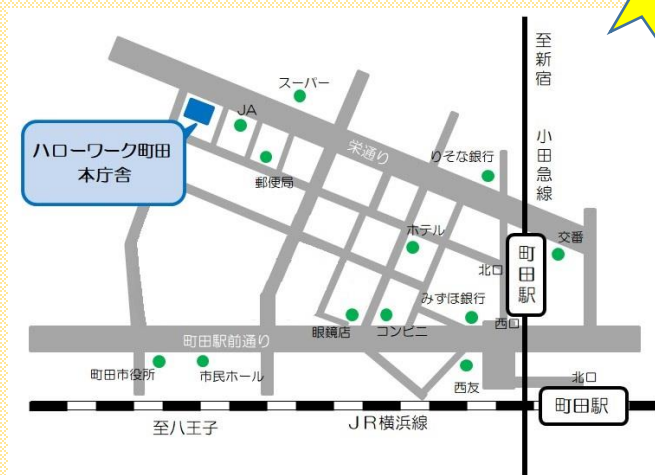 至新宿
小田急線
スーパー
JA
ハローワーク町田
本庁舎
郵便局
栄通り
りそな銀行
ホテル
交番
北口
町田駅
みずほ銀行
西口
眼鏡店
コンビニ
町田駅前通り
町田市役所
市民ホール
西友
北口
町田駅
至八王子
JR横浜線